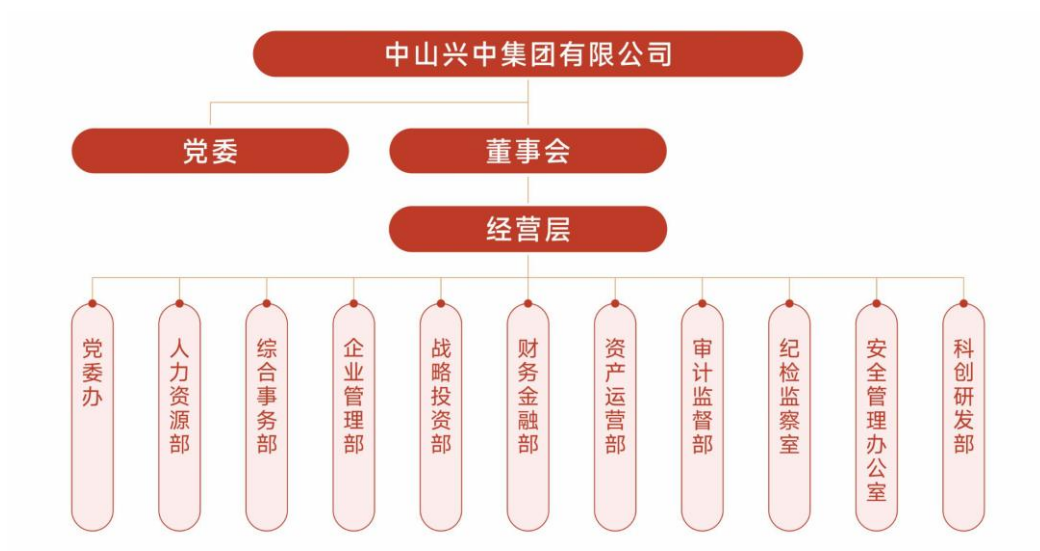 中山兴中集团有限公司
党委
董事会
经营层
党委办
人力资源部
综合事务部
企业管理部
战略投资部
财务金融部
资产运营部
审计监督部
纪检监察室
安全管理办公室
科创研发部